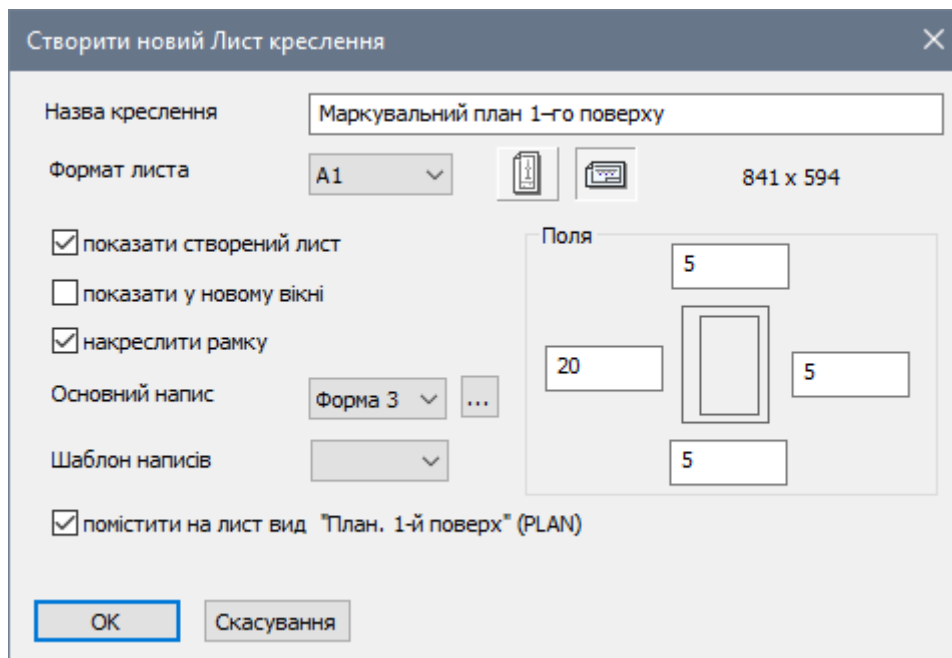 Створити новий Лист креслення
Назва креслення Маркувальний план 1–го поверху
Формат листа A1 841 x 594
показати створений лист
Поля
5
показати у новому вікні
накреслити рамку
20
5
Основний напис Форма 3 ...
Шаблон написів
5
помістити на лист вид "План. 1-й поверх" (PLAN)
OK Скасування